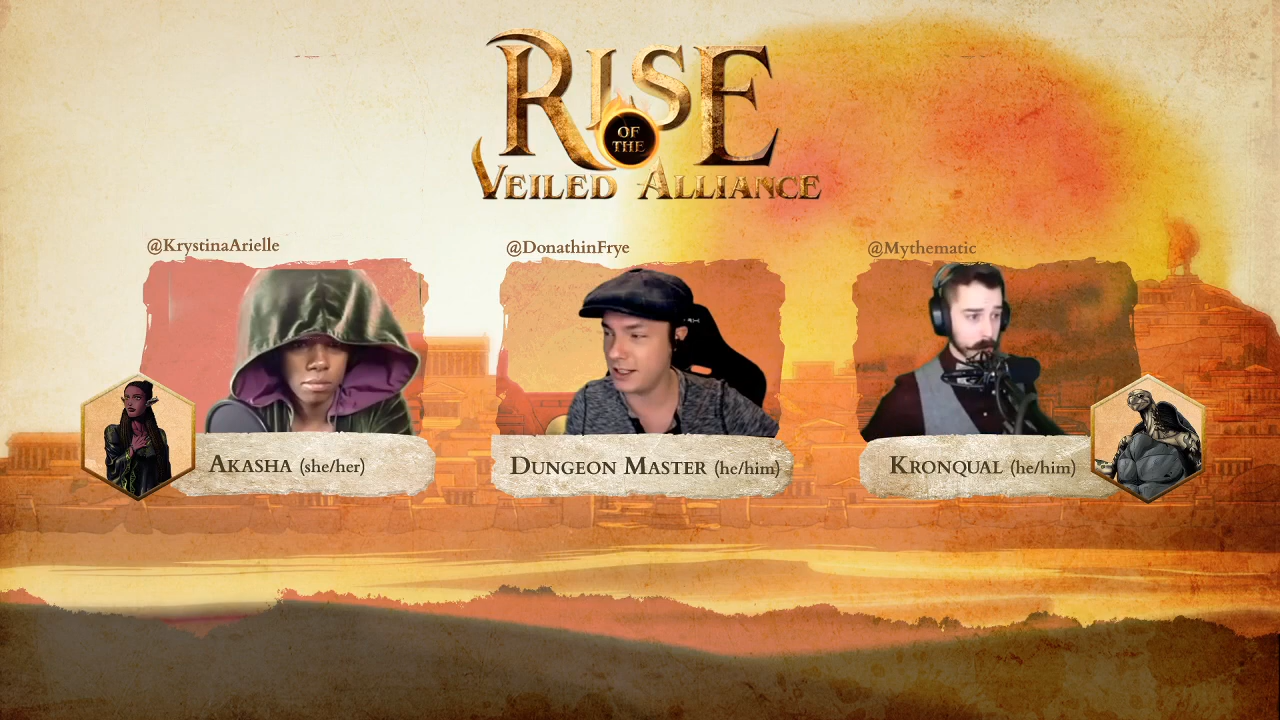 RISE
OF
THE
VEILED ALLIANCE
@KrystinaArielle
@DonathinFrye
@Mythematic
AKASHA (she/her)
DUNGEON MASTER (he/him)
KRONQUAL (he/him)